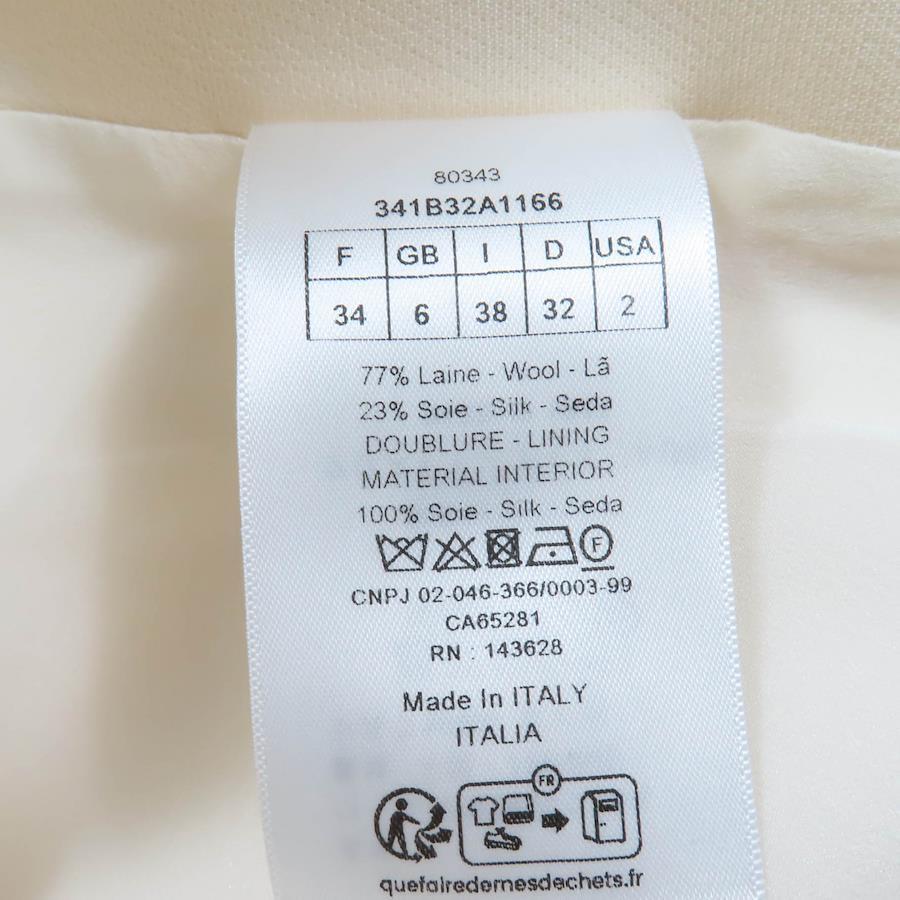 80343
341B32A1166
F GB I D USA
34 6 38 32 2
77% Laine - Wool - Lã
23% Soie - Silk - Seda
DOUBLURE - LINING
MATERIAL INTERIOR
100% Soie - Silk - Seda
F
CNPJ 02-046-366/0003-99
CA65281
RN : 143628
Made In ITALY
ITALIA
FR
quefairedemesdechets.fr